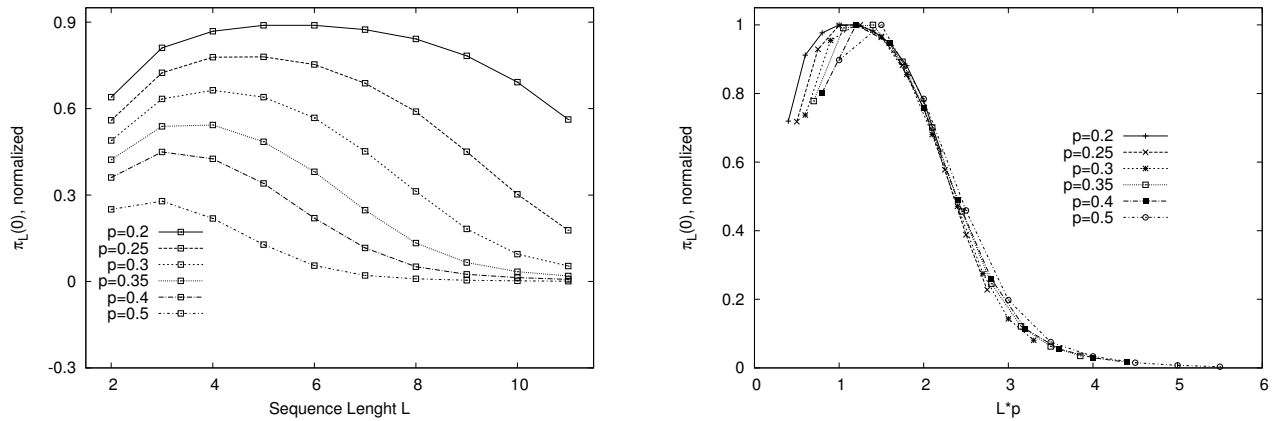 0.9
0.6
0.3
0
-0.3
π_L(0), normalized
p=0.2
p=0.25
p=0.3
p=0.35
p=0.4
p=0.5
2 4 6 8 10
Sequence Lenght L
1
0.8
0.6
0.4
0.2
0
π_L(0), normalized
p=0.2
p=0.25
p=0.3
p=0.35
p=0.4
p=0.5
0 1 2 3 4 5 6
L*p